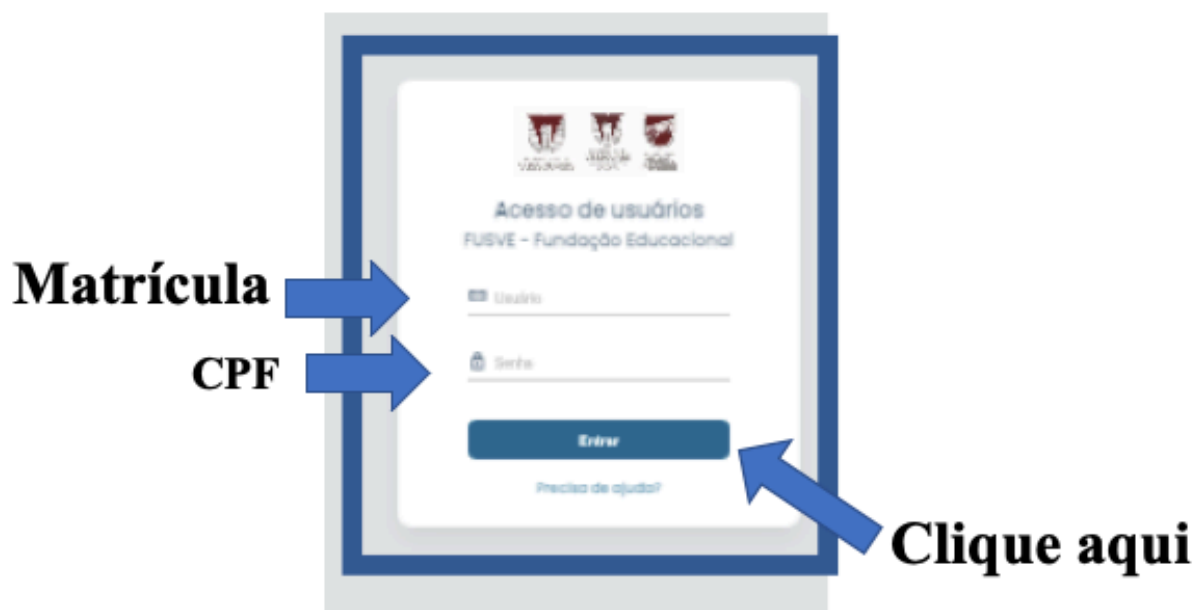 Acesso de usuários
FUSVE - Fundação Educacional
Matrícula
Usuário
CPF
Senha
Entrar
Precisa de ajuda?
Clique aqui